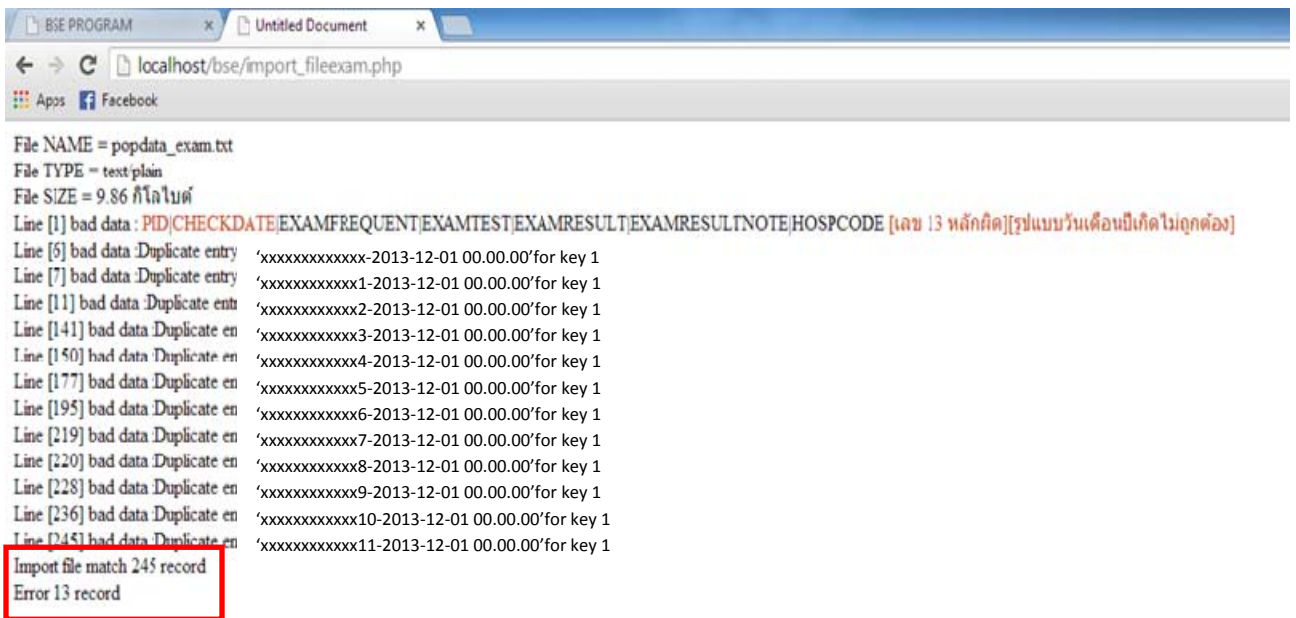 BSE PROGRAM × Untitled Document ×
localhost/bse/import_fileexam.php
Apps Facebook
File NAME = popdata_exam.txt
File TYPE = text/plain
File SIZE = 9.86 กิโลไบต์
Line [1] bad data : PID|CHECKDATE|EXAMFREQUENT|EXAMTEST|EXAMRESULT|EXAMRESULTNOTE|HOSPCODE [เลข 13 หลักผิด][รูปแบบวันเดือนปีเกิดไม่ถูกต้อง]
Line [6] bad data :Duplicate entry ‘xxxxxxxxxxxxx-2013-12-01 00.00.00’for key 1
Line [7] bad data :Duplicate entry ‘xxxxxxxxxxxx1-2013-12-01 00.00.00’for key 1
Line [11] bad data :Duplicate entr ‘xxxxxxxxxxxx2-2013-12-01 00.00.00’for key 1
Line [141] bad data :Duplicate en ‘xxxxxxxxxxxx3-2013-12-01 00.00.00’for key 1
Line [150] bad data :Duplicate en ‘xxxxxxxxxxxx4-2013-12-01 00.00.00’for key 1
Line [177] bad data :Duplicate en ‘xxxxxxxxxxxx5-2013-12-01 00.00.00’for key 1
Line [195] bad data :Duplicate en ‘xxxxxxxxxxxx6-2013-12-01 00.00.00’for key 1
Line [219] bad data :Duplicate en ‘xxxxxxxxxxxx7-2013-12-01 00.00.00’for key 1
Line [220] bad data :Duplicate en ‘xxxxxxxxxxxx8-2013-12-01 00.00.00’for key 1
Line [228] bad data :Duplicate en ‘xxxxxxxxxxxx9-2013-12-01 00.00.00’for key 1
Line [236] bad data :Duplicate en ‘xxxxxxxxxxxx10-2013-12-01 00.00.00’for key 1
Line [245] bad data :Duplicate en ‘xxxxxxxxxxxx11-2013-12-01 00.00.00’for key 1
Import file match 245 record
Error 13 record